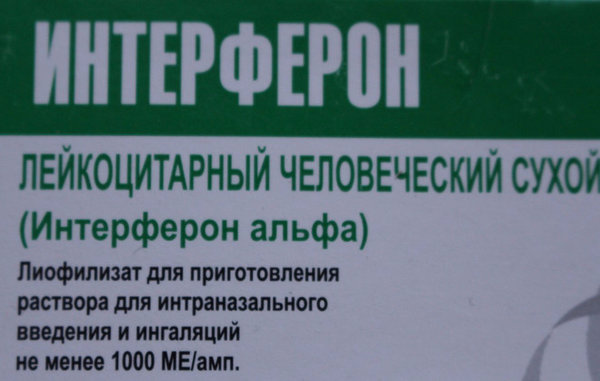 ИНТЕРФЕРОН
ЛЕЙКОЦИТАРНЫЙ ЧЕЛОВЕЧЕСКИЙ СУХОЙ
(Интерферон альфа)
Лиофилизат для приготовления
раствора для интраназального
введения и ингаляций
не менее 1000 МЕ/амп.